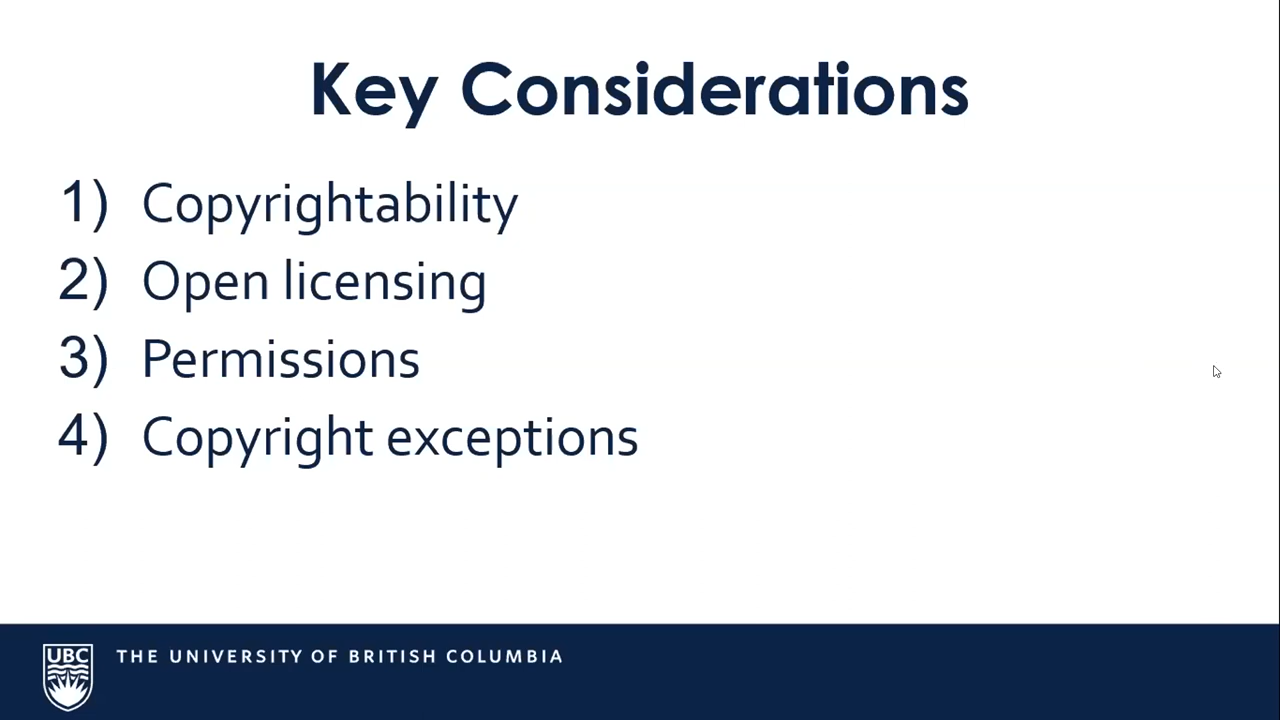 Key Considerations
1) Copyrightability
2) Open licensing
3) Permissions
4) Copyright exceptions
UBC
THE UNIVERSITY OF BRITISH COLUMBIA